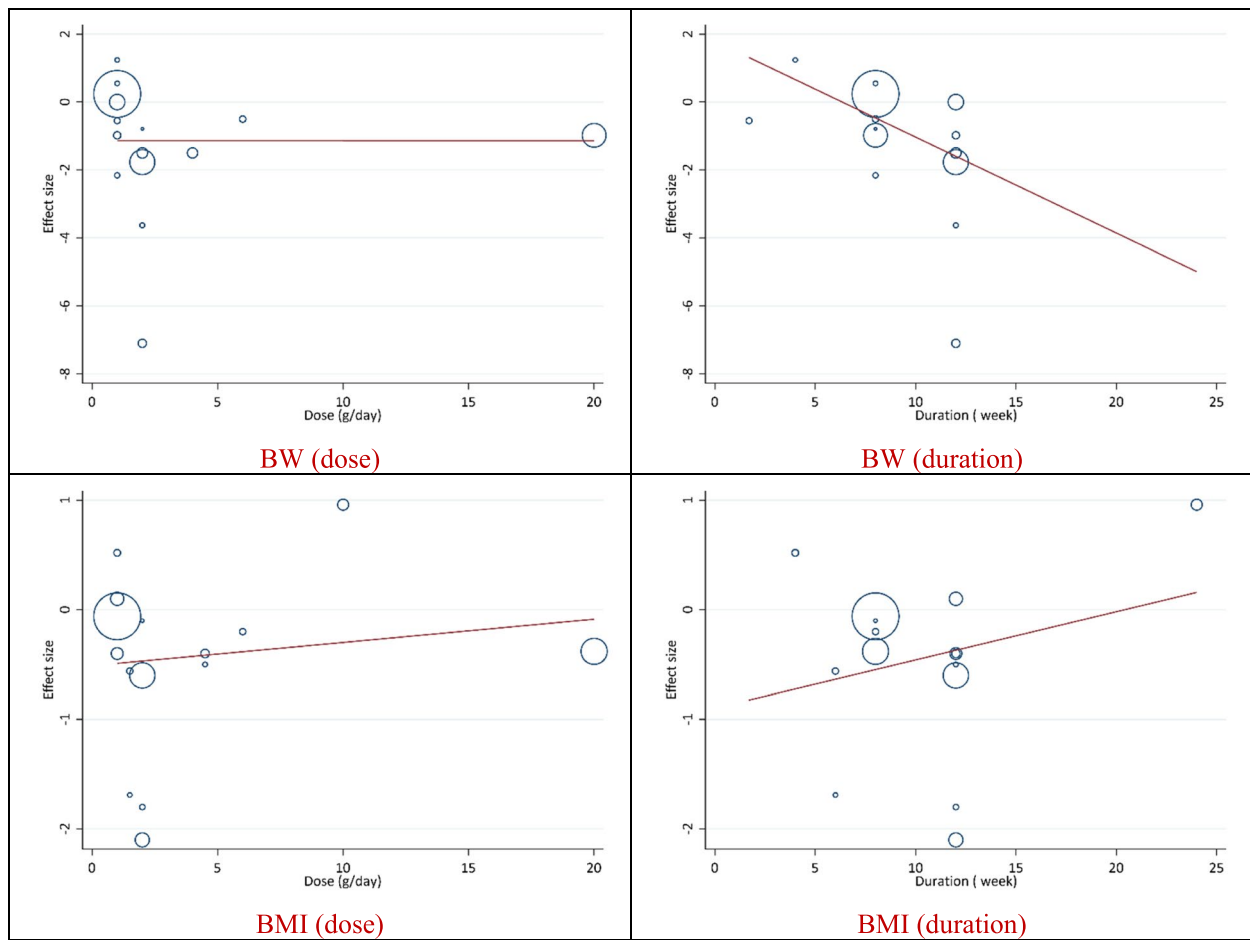 2
0
-2
-4
-6
-8
Effect size
0 5 10 15 20
Dose (g/day)
BW (dose)
2
0
-2
-4
-6
-8
Effect size
0 5 10 15 20 25
Duration ( week)
BW (duration)
1
0
-1
-2
Effect size
0 5 10 15 20
Dose (g/day)
BMI (dose)
1
0
-1
-2
Effect size
0 5 10 15 20 25
Duration ( week)
BMI (duration)